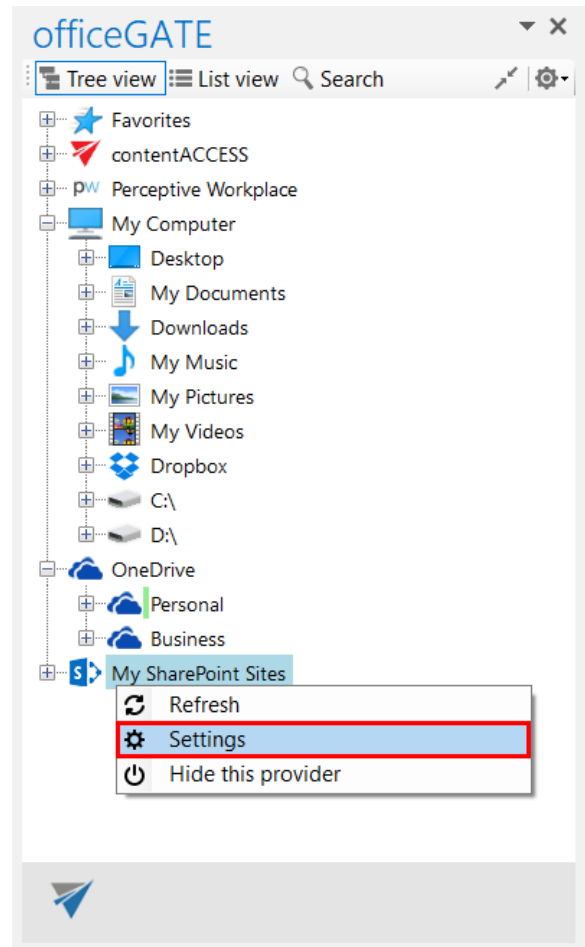 officeGATE
Tree view List view Search
Favorites
contentACCESS
pw Perceptive Workplace
My Computer
Desktop
My Documents
Downloads
My Music
My Pictures
My Videos
Dropbox
C:\
D:\
OneDrive
Personal
Business
S My SharePoint Sites
Refresh
Settings
Hide this provider